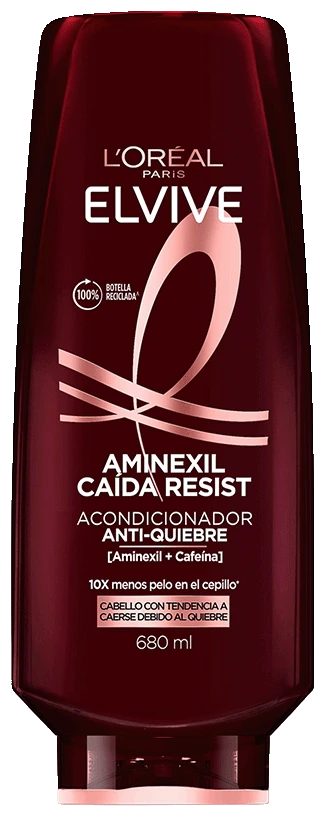 L'ORÉAL
PARIS
ELVIVE
100%
BOTELLA
RECICLADA
AMINEXIL
CAÍDA RESIST
ACONDICIONADOR
ANTI-QUIEBRE
[Aminexil + Cafeína]
10X menos pelo en el cepillo*
CABELLO CON TENDENCIA A
CAERSE DEBIDO AL QUIEBRE
680 ml